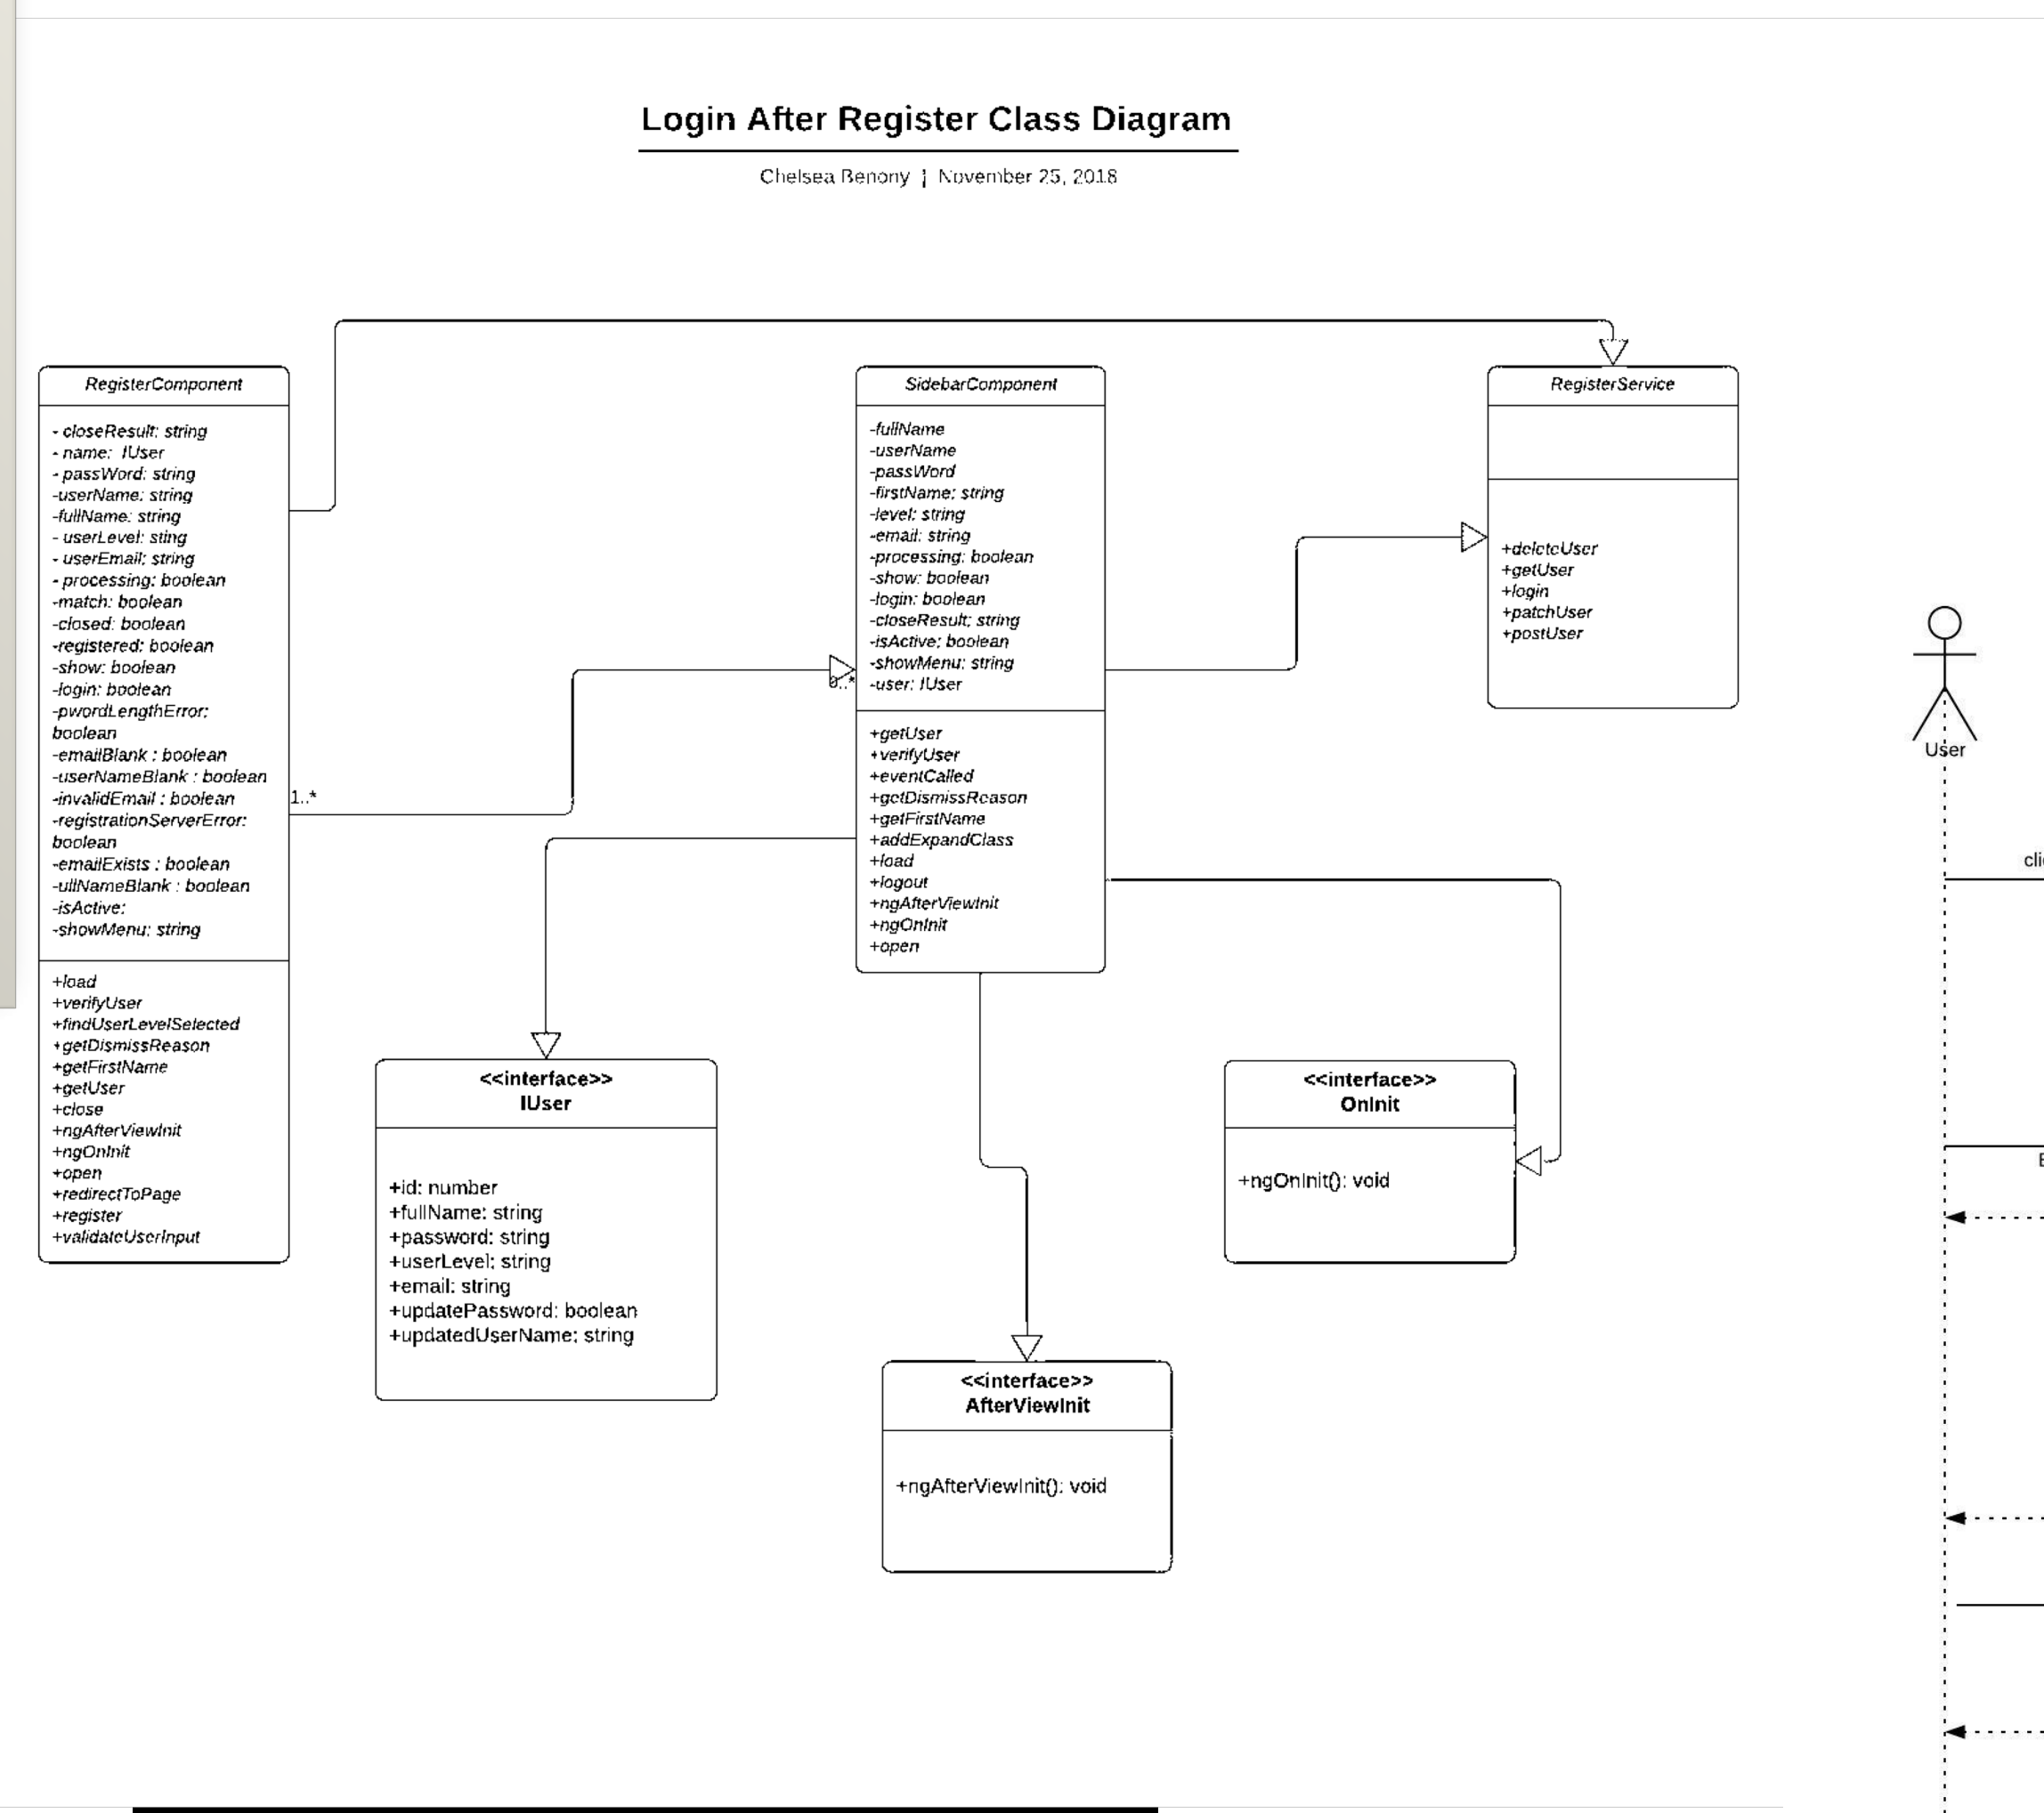 Login After Register Class Diagram
Chelsea Benony | November 25, 2018
RegisterComponent
- closeResult: string
- name: IUser
- passWord: string
-userName: string
-fullName: string
- userLevel: sting
- userEmail: string
- processing: boolean
-match: boolean
-closed: boolean
-registered: boolean
-show: boolean
-login: boolean
-pwordLengthError:
boolean
-emailBlank : boolean
-userNameBlank : boolean
-invalidEmail : boolean
-registrationServerError:
boolean
-emailExists : boolean
-ullNameBlank : boolean
-isActive:
-showMenu: string
+load
+verifyUser
+findUserLevelSelected
+getDismissReason
+getFirstName
+getUser
+close
+ngAfterViewInit
+ngOnInit
+open
+redirectToPage
+register
+validateUserInput
1..*
0..*
SidebarComponent
-fullName
-userName
-passWord
-firstName: string
-level: string
-email: string
-processing: boolean
-show: boolean
-login: boolean
-closeResult: string
-isActive: boolean
-showMenu: string
-user: IUser
+getUser
+verifyUser
+eventCalled
+getDismissReason
+getFirstName
+addExpandClass
+load
+logout
+ngAfterViewInit
+ngOnInit
+open
RegisterService
+deleteUser
+getUser
+login
+patchUser
+postUser
<<interface>>
IUser
+id: number
+fullName: string
+password: string
+userLevel: string
+email: string
+updatePassword: boolean
+updatedUserName: string
<<interface>>
OnInit
+ngOnInit(): void
<<interface>>
AfterViewInit
+ngAfterViewInit(): void
User
cli